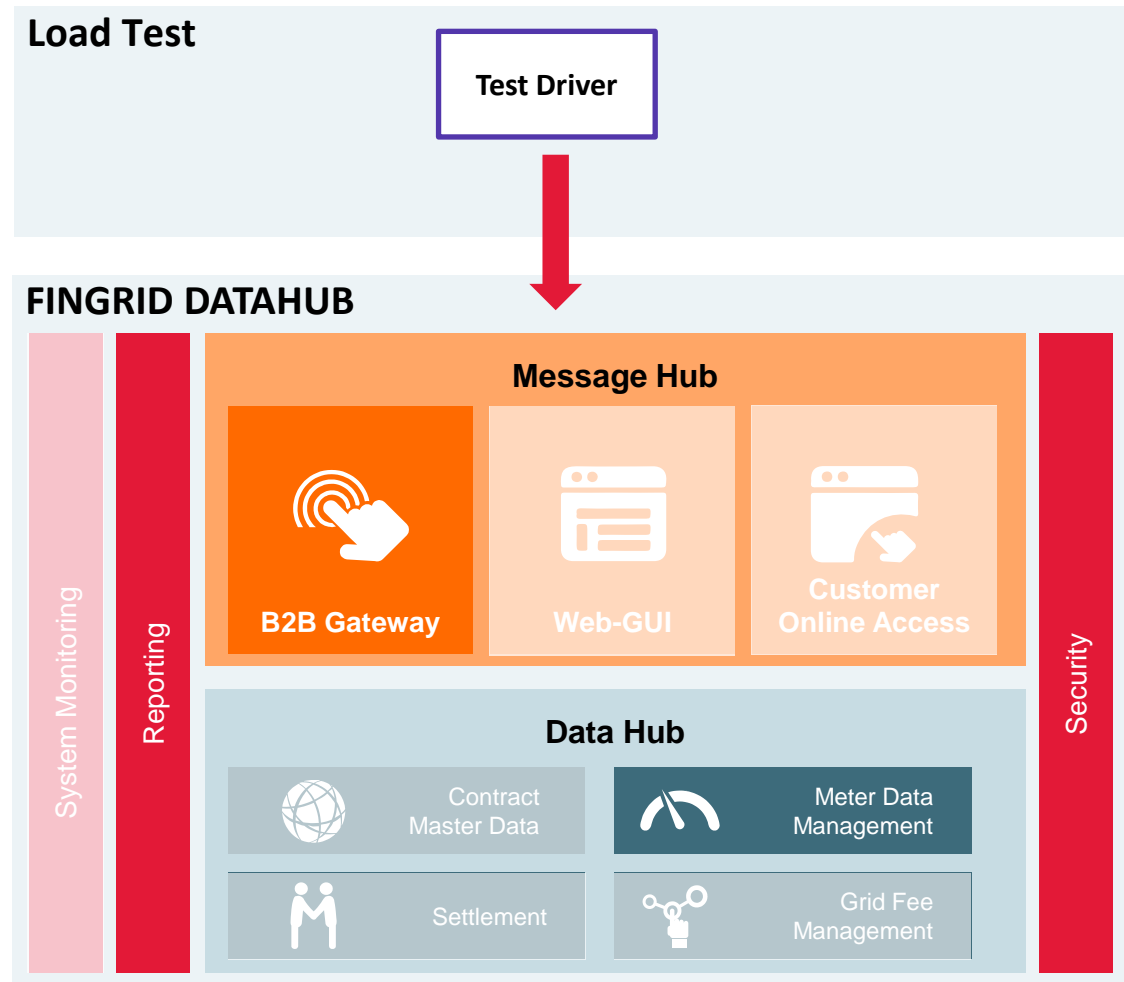 Load Test
Test Driver
FINGRID DATAHUB
System Monitoring
Reporting
Message Hub
B2B Gateway
Web-GUI
Customer
Online Access
Data Hub
Contract
Master Data
Meter Data
Management
Settlement
Grid Fee
Management
Security